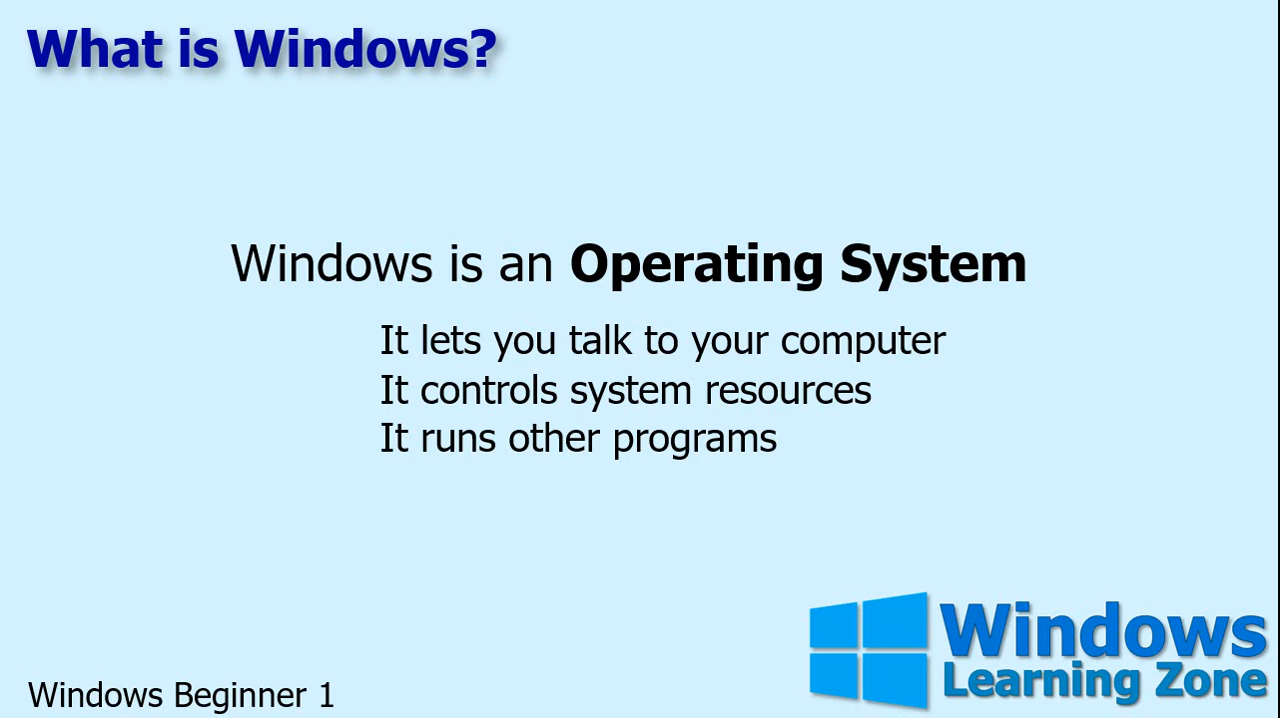 What is Windows?
Windows is an Operating System
It lets you talk to your computer
It controls system resources
It runs other programs
Windows
Learning Zone
Windows Beginner 1